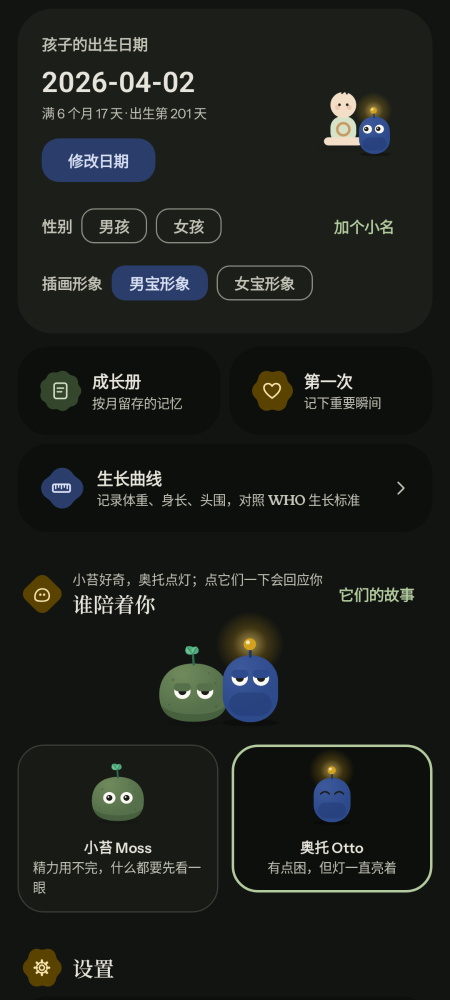 孩子的出生日期
2026-04-02
满 6 个月 17 天 · 出生第 201 天
修改日期
性别
男孩
女孩
加个小名
插画形象
男宝形象
女宝形象
成长册
按月留存的记忆
第一次
记下重要瞬间
生长曲线
记录体重、身长、头围，对照 WHO 生长标准
小苔好奇，奥托点灯；点它们一下会回应你
谁陪着你
它们的故事
小苔 Moss
精力用不完，什么都要先看一
眼
奥托 Otto
有点困，但灯一直亮着
设置